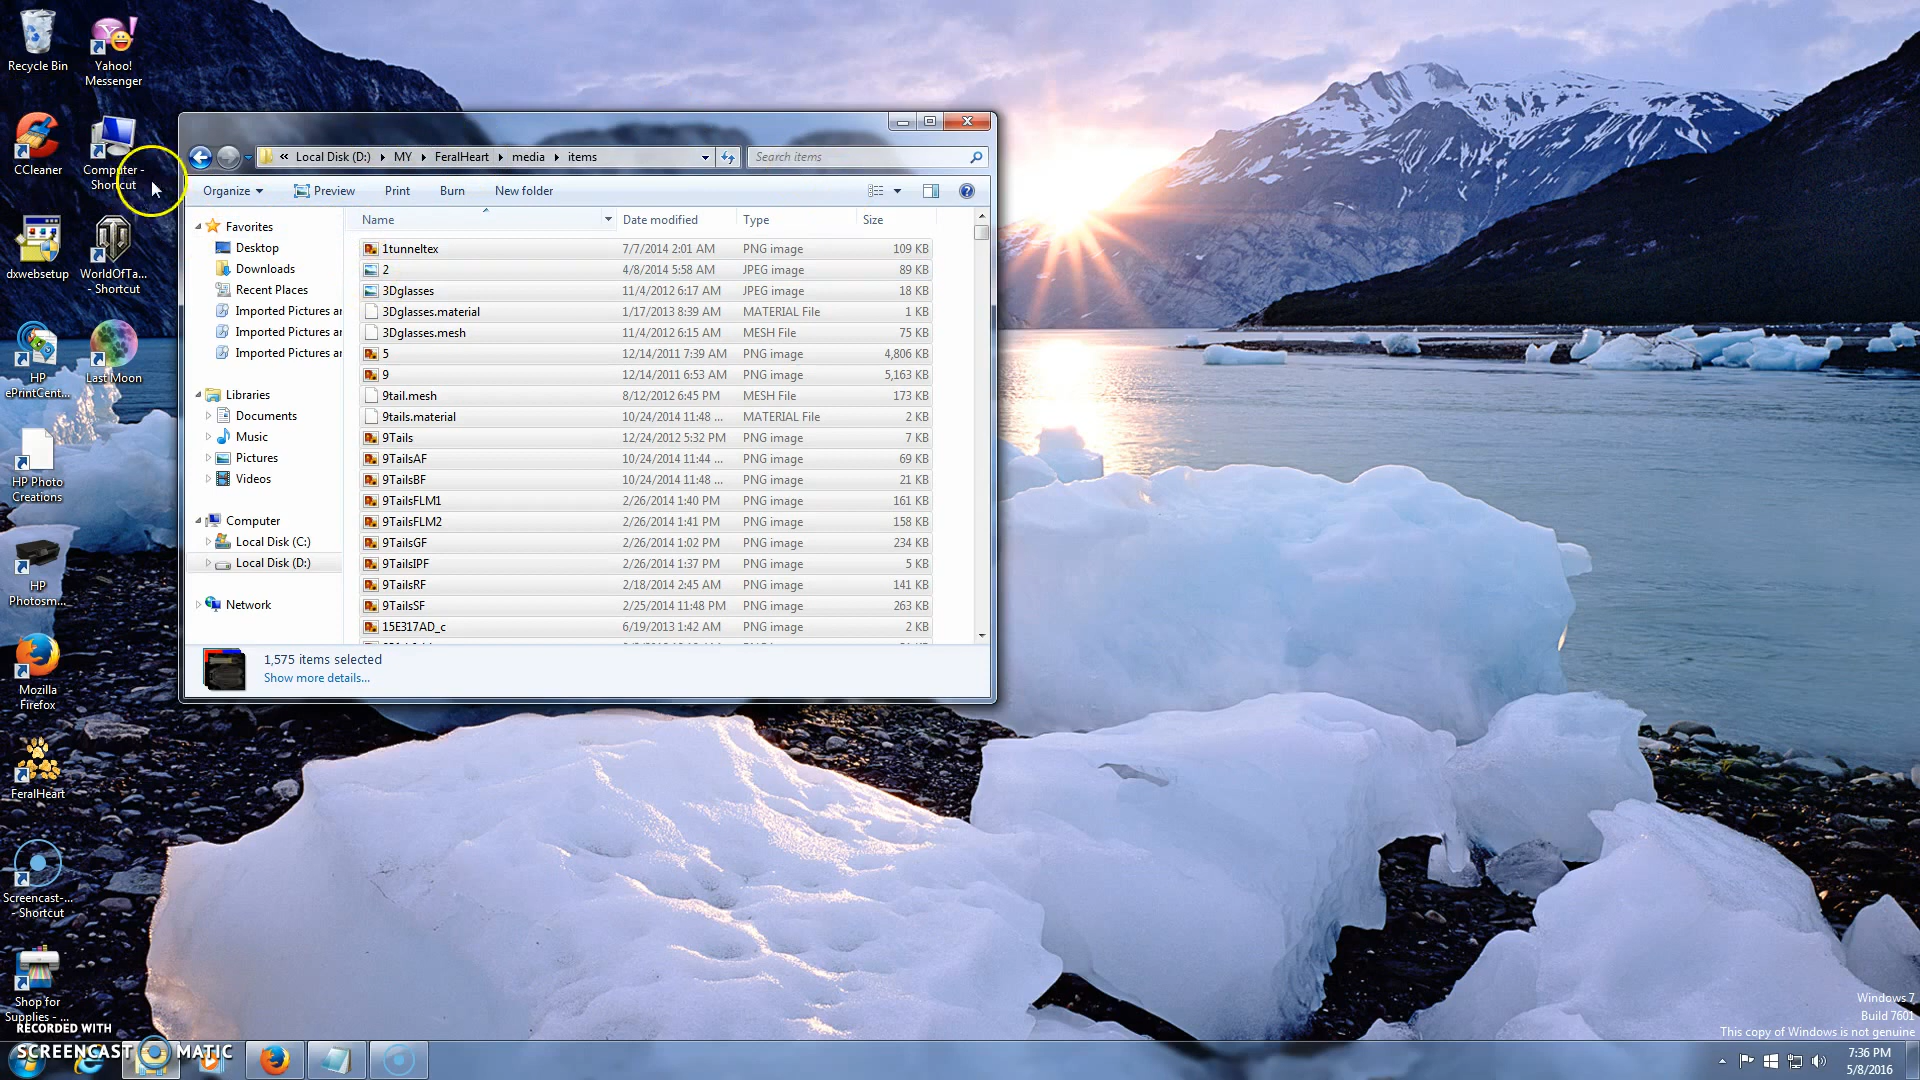 Recycle Bin
Yahoo!
Messenger
CCleaner
Computer -
Shortcut
dxwebsetup
WorldOfTa...
- Shortcut
HP
ePrintCent...
Last Moon
HP Photo
Creations
HP
Photosm...
Mozilla
Firefox
FeralHeart
Screencast-...
- Shortcut
Shop for
Supplies - ...
« Local Disk (D:) MY FeralHeart media items
Search items
Organize Preview Print Burn New folder
Favorites
Desktop
Downloads
Recent Places
Imported Pictures ar
Imported Pictures ar
Imported Pictures ar
Libraries
Documents
Music
Pictures
Videos
Computer
Local Disk (C:)
Local Disk (D:)
Network
Name Date modified Type Size
1tunneltex 7/7/2014 2:01 AM PNG image 109 KB
2 4/8/2014 5:58 AM JPEG image 89 KB
3Dglasses 11/4/2012 6:17 AM JPEG image 18 KB
3Dglasses.material 1/17/2013 8:39 AM MATERIAL File 1 KB
3Dglasses.mesh 11/4/2012 6:15 AM MESH File 75 KB
5 12/14/2011 7:39 AM PNG image 4,806 KB
9 12/14/2011 6:53 AM PNG image 5,163 KB
9tail.mesh 8/12/2012 6:45 PM MESH File 173 KB
9tails.material 10/24/2014 11:48 ... MATERIAL File 2 KB
9Tails 12/24/2012 5:32 PM PNG image 7 KB
9TailsAF 10/24/2014 11:44 ... PNG image 69 KB
9TailsBF 10/24/2014 11:48 ... PNG image 21 KB
9TailsFLM1 2/26/2014 1:40 PM PNG image 161 KB
9TailsFLM2 2/26/2014 1:41 PM PNG image 158 KB
9TailsGF 2/26/2014 1:02 PM PNG image 234 KB
9TailsIPF 2/26/2014 1:37 PM PNG image 5 KB
9TailsRF 2/18/2014 2:45 AM PNG image 141 KB
9TailsSF 2/25/2014 11:48 PM PNG image 263 KB
15E317AD_c 6/19/2013 1:42 AM PNG image 2 KB
1,575 items selected
Show more details...
Windows 7
Build 7601
This copy of Windows is not genuine
RECORDED WITH
SCREENCAST MATIC
7:36 PM
5/8/2016